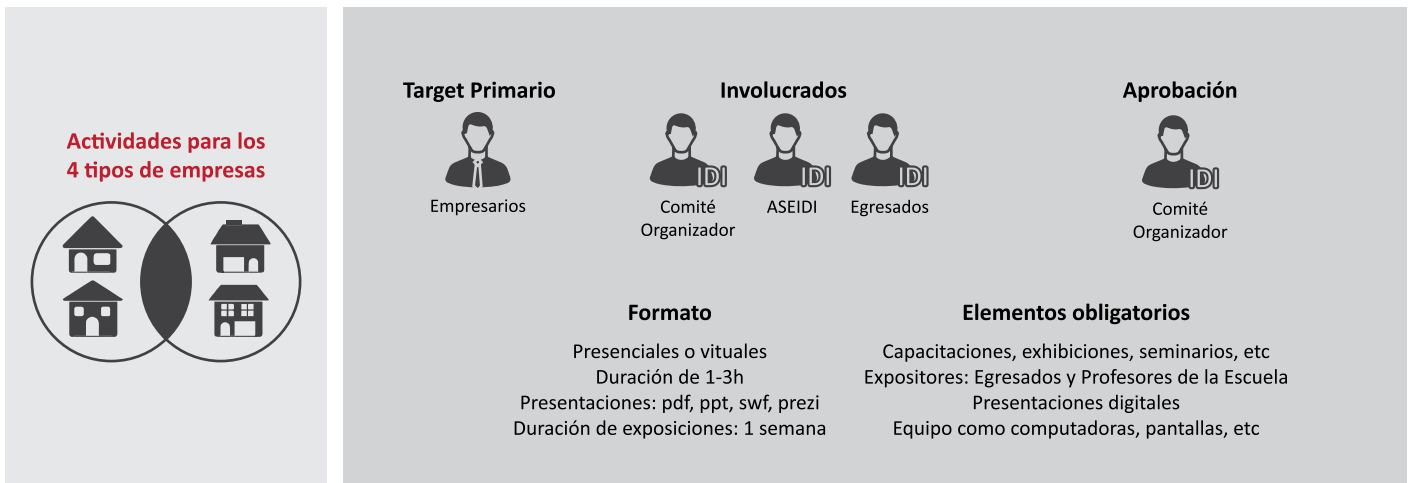 Actividades para los
4 tipos de empresas
Target Primario
Empresarios
Involucrados
IDI
Comité
Organizador
IDI
ASEIDI
IDI
Egresados
Aprobación
IDI
Comité
Organizador
Formato
Presenciales o vituales
Duración de 1-3h
Presentaciones: pdf, ppt, swf, prezi
Duración de exposiciones: 1 semana
Elementos obligatorios
Capacitaciones, exhibiciones, seminarios, etc
Expositores: Egresados y Profesores de la Escuela
Presentaciones digitales
Equipo como computadoras, pantallas, etc